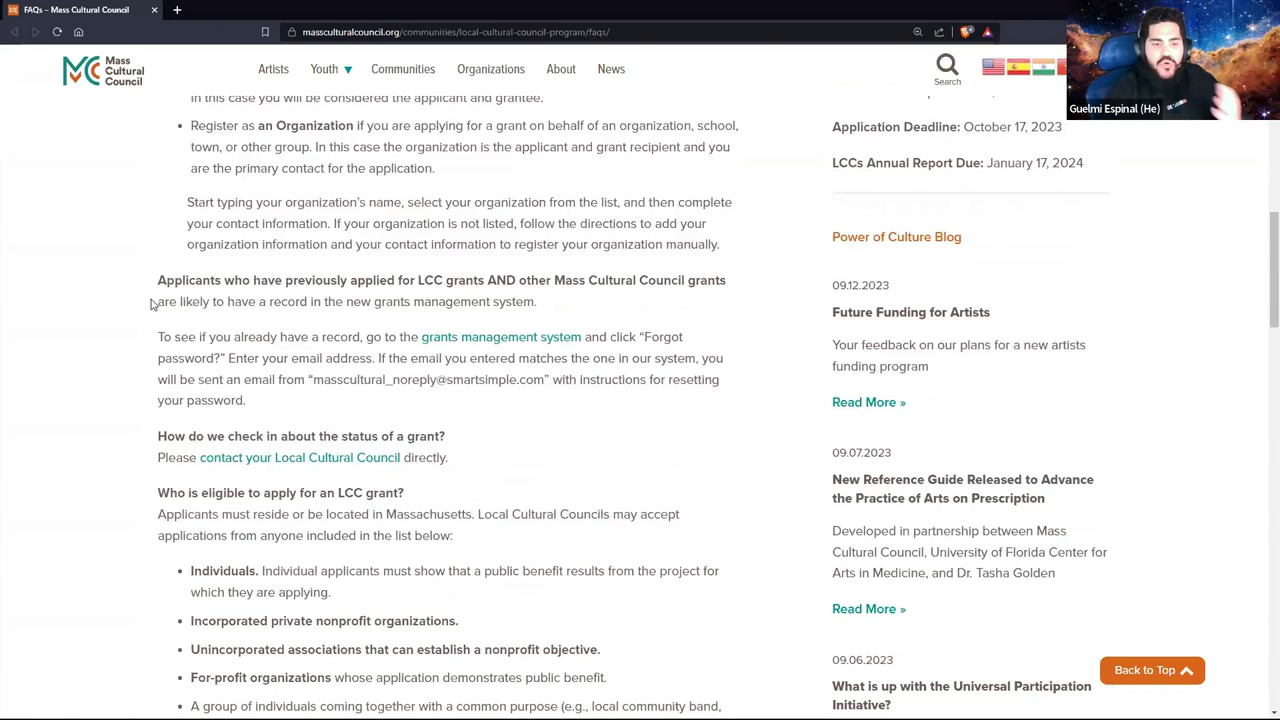 FAQs – Mass Cultural Council
massculturalcouncil.org/communities/local-cultural-council-program/faqs/
Mass
Cultural
Council
Artists Youth Communities Organizations About News
Search
Guelmi Espinal (He)
in this case you will be considered the applicant and grantee.
• Register as an Organization if you are applying for a grant on behalf of an organization, school,
town, or other group. In this case the organization is the applicant and grant recipient and you
are the primary contact for the application.
Start typing your organization's name, select your organization from the list, and then complete
your contact information. If your organization is not listed, follow the directions to add your
organization information and your contact information to register your organization manually.
Applicants who have previously applied for LCC grants AND other Mass Cultural Council grants
are likely to have a record in the new grants management system.
To see if you already have a record, go to the grants management system and click “Forgot
password?” Enter your email address. If the email you entered matches the one in our system, you
will be sent an email from “masscultural_noreply@smartsimple.com” with instructions for resetting
your password.
How do we check in about the status of a grant?
Please contact your Local Cultural Council directly.
Who is eligible to apply for an LCC grant?
Applicants must reside or be located in Massachusetts. Local Cultural Councils may accept
applications from anyone included in the list below:
• Individuals. Individual applicants must show that a public benefit results from the project for
which they are applying.
• Incorporated private nonprofit organizations.
• Unincorporated associations that can establish a nonprofit objective.
• For-profit organizations whose application demonstrates public benefit.
• A group of individuals coming together with a common purpose (e.g., local community band,
Application Deadline: October 17, 2023
LCCs Annual Report Due: January 17, 2024
Power of Culture Blog
09.12.2023
Future Funding for Artists
Your feedback on our plans for a new artists
funding program
Read More »
09.07.2023
New Reference Guide Released to Advance
the Practice of Arts on Prescription
Developed in partnership between Mass
Cultural Council, University of Florida Center for
Arts in Medicine, and Dr. Tasha Golden
Read More »
09.06.2023
What is up with the Universal Participation
Initiative?
Back to Top